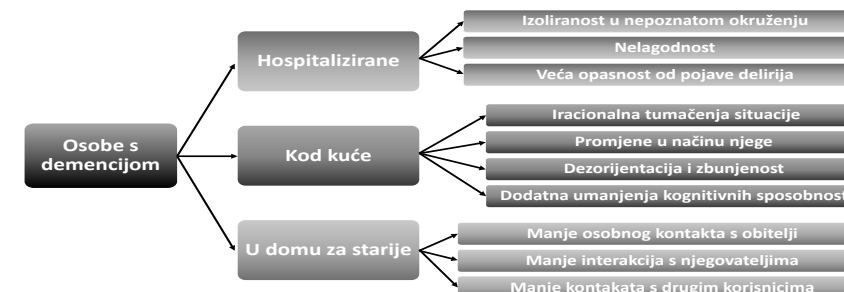 Osobe s
demencijom
Hospitalizirane
Izoliranost u nepoznatom okruženju
Nelagodnost
Veća opasnost od pojave delirija
Kod kuće
Iracionalna tumačenja situacije
Promjene u načinu njege
Dezorijentacija i zbunjenost
Dodatna umanjenja kognitivnih sposobnost
U domu za starije
Manje osobnog kontakta s obitelji
Manje interakcija s njegovateljima
Manje kontakata s drugim korisnicima